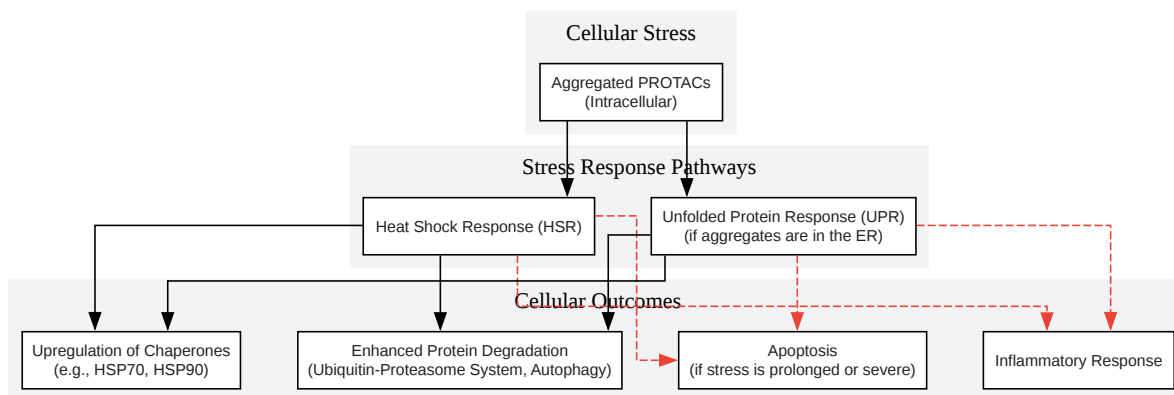 Cellular Stress
Aggregated PROTACs
(Intracellular)
Stress Response Pathways
Heat Shock Response (HSR)
Unfolded Protein Response (UPR)
(if aggregates are in the ER)
Cellular Outcomes
Upregulation of Chaperones
(e.g., HSP70, HSP90)
Enhanced Protein Degradation
(Ubiquitin-Proteasome System, Autophagy)
Apoptosis
(if stress is prolonged or severe)
Inflammatory Response